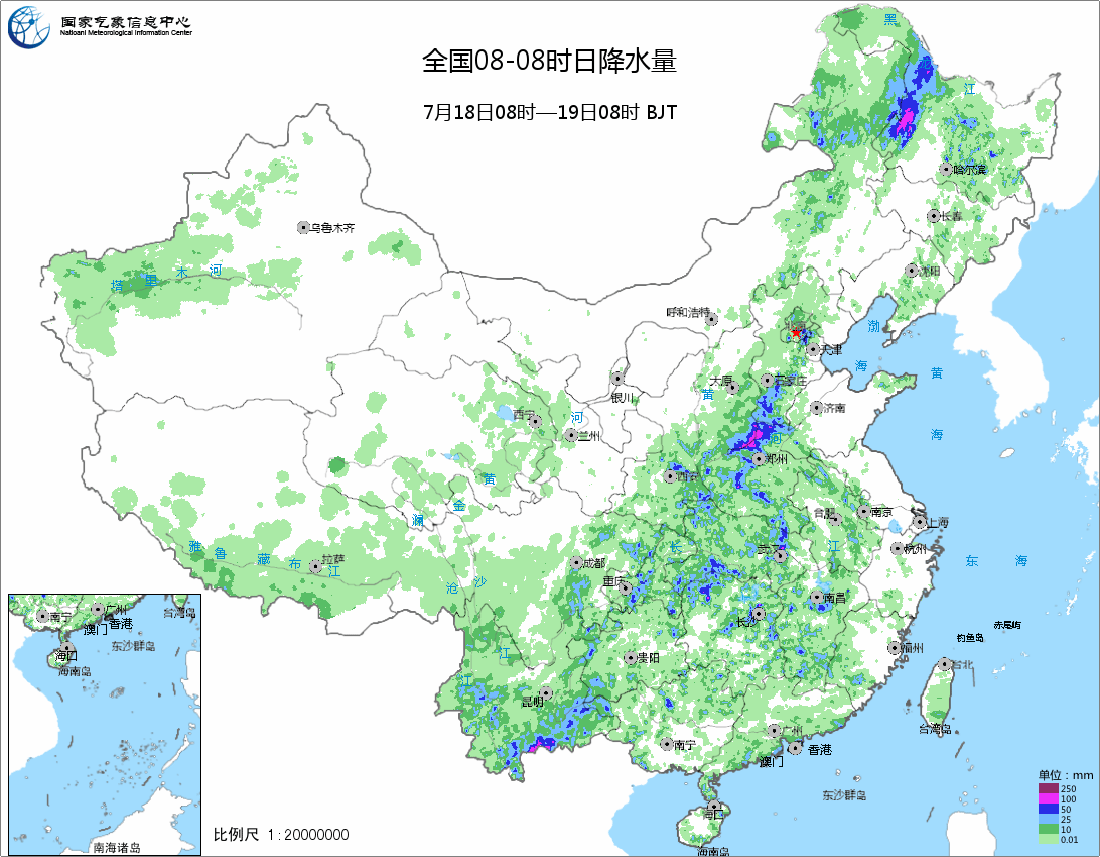 国家气象信息中心
Naitioanl Meteorological Information Center
全国08-08时日降水量
7月18日08时—19日08时 BJT
黑
龙
江
哈尔滨
长春
沈阳
乌鲁木齐
塔 里 木 河
呼和浩特
北京
天津
渤
海
黄
海
银川
太原
石家庄
黄
河
济南
西宁
河
兰州
郑州
西安
黄
金
澜
合肥
南京
上海
杭州
雅 鲁 藏 布 江
拉萨
成都
重庆
长
武汉
江
东 海
沧 沙
南昌
长沙
江
江
贵阳
昆明
福州
台北
台湾岛
赤尾屿
钓鱼岛
南宁
广州
香港
澳门
东沙群岛
海口
海南岛
南宁
广州
香港
澳门
台湾岛
东沙群岛
海口
海南岛
南海诸岛
比例尺 1:20000000
单位：mm
250
100
50
25
10
0.01